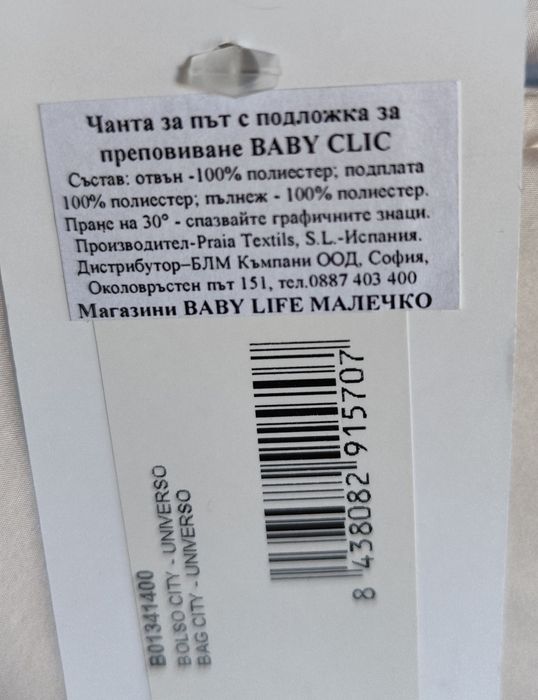 Чанта за път с подложка за
преповиване BABY CLIC
Състав: отвън -100% полиестер; подплата
100% полиестер; пълнеж - 100% полиестер.
Пране на 30° - спазвайте графичните знаци.
Производител-Praia Textils, S.L.-Испания.
Дистрибутор–БЛМ Къмпани ООД, София,
Околовръстен път 151, тел.0887 403 400
Магазини BABY LIFE МАЛЕЧКО
8 438082 915707
B01341400
BOLSO CITY - UNIVERSO
BAG CITY - UNIVERSO